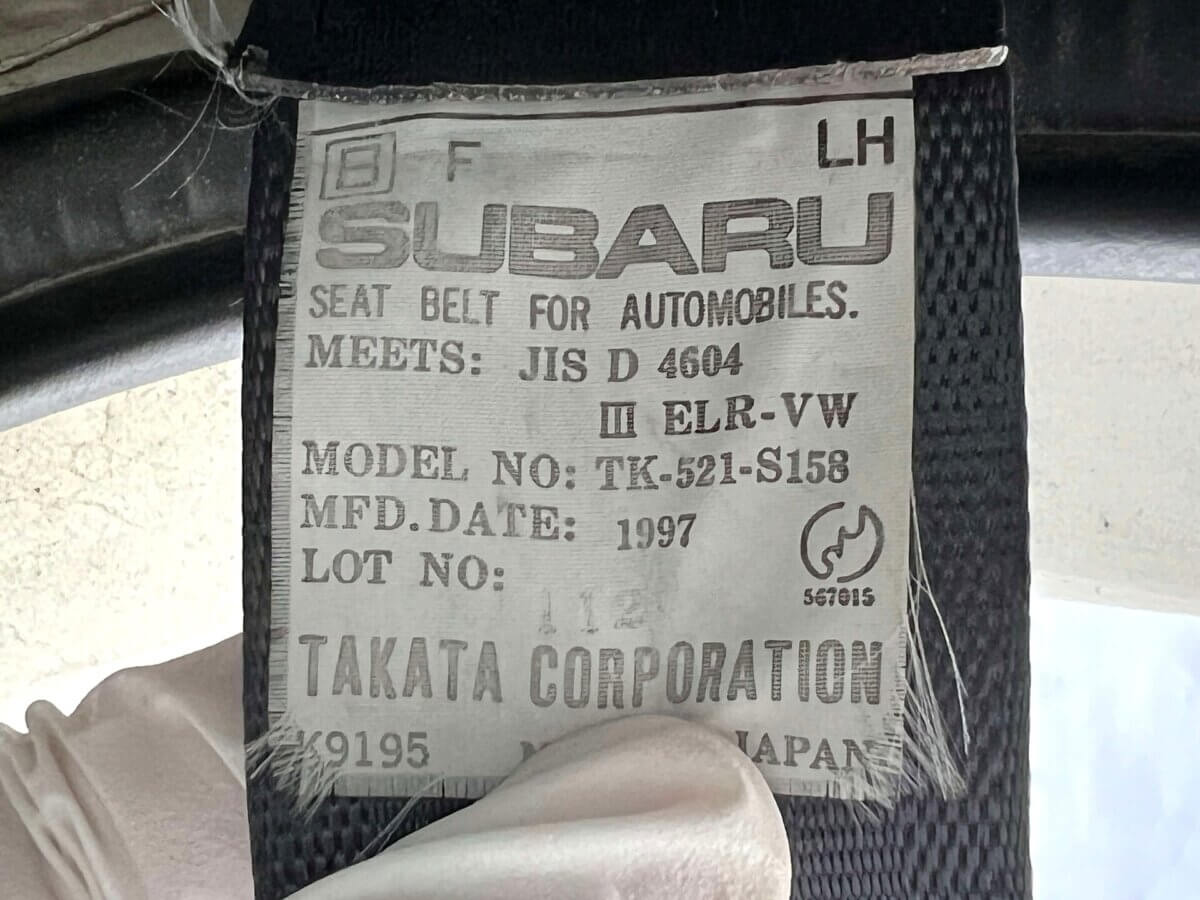 B F LH
SUBARU
SEAT BELT FOR AUTOMOBILES.
MEETS: JIS D 4604
III ELR-VW
MODEL NO: TK-521-S158
MFD.DATE: 1997
LOT NO:
112
567015
TAKATA CORPORATION
K9195 JAPAN